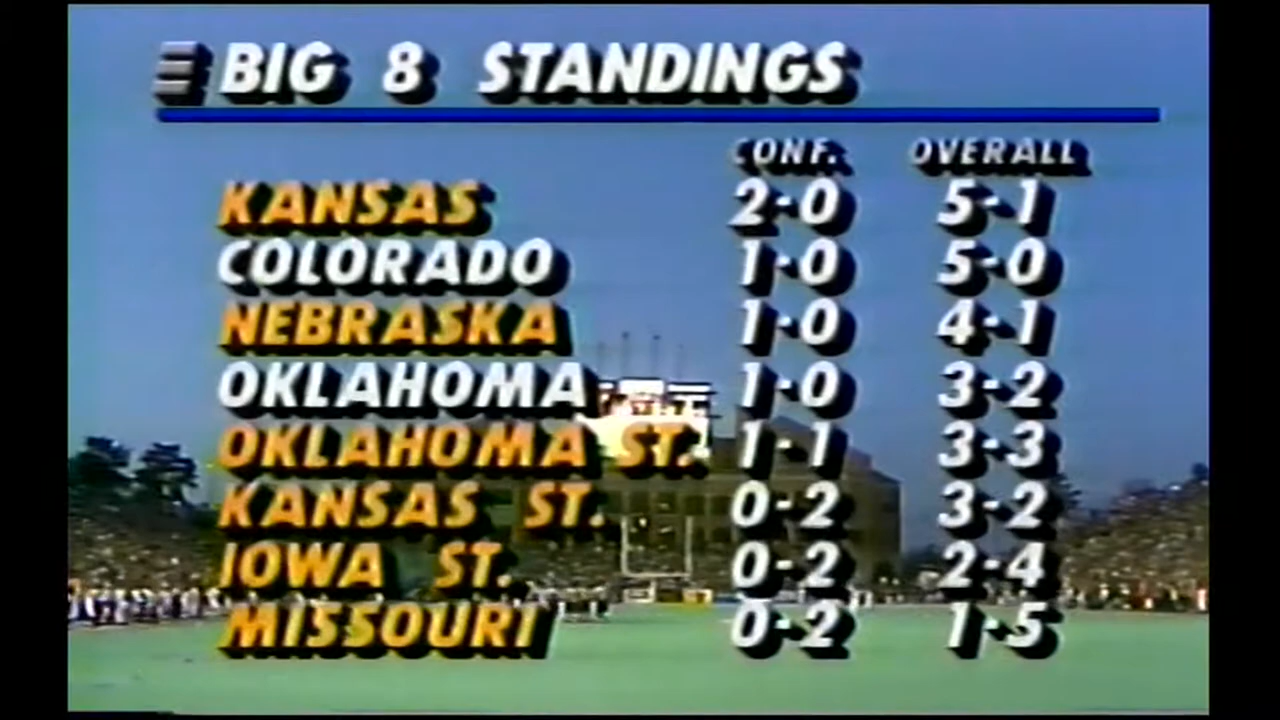 BIG 8 STANDINGS
CONF. OVERALL
KANSAS 2-0 5-1
COLORADO 1-0 5-0
NEBRASKA 1-0 4-1
OKLAHOMA 1-0 3-2
OKLAHOMA ST. 1-1 3-3
KANSAS ST. 0-2 3-2
IOWA ST. 0-2 2-4
MISSOURI 0-2 1-5